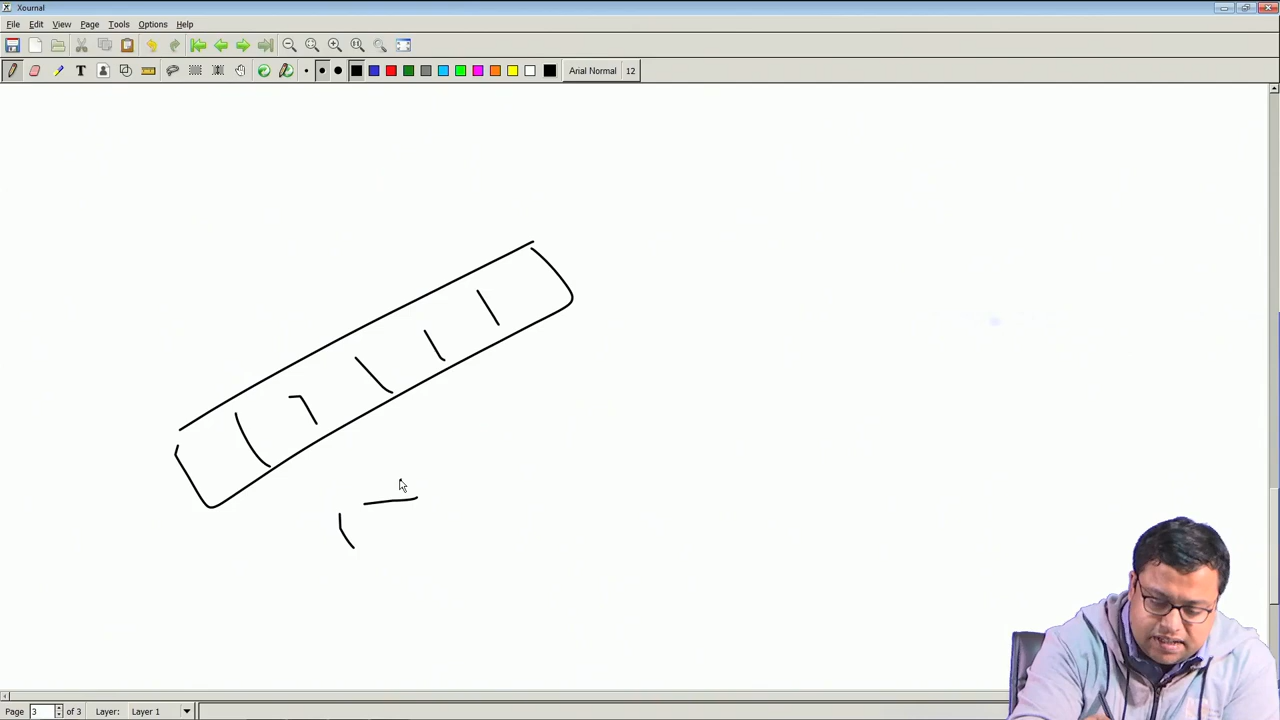 Xournal
File Edit View Page Tools Options Help
T Arial Normal 12
Page 3 of 3 Layer: Layer 1